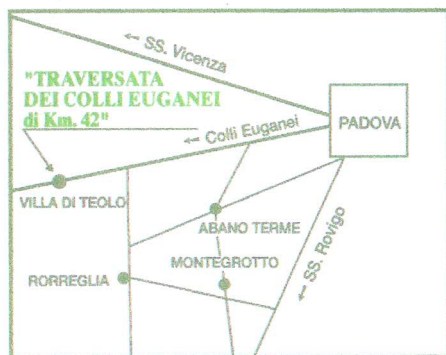 ← SS. Vicenza
"TRAVERSATA
DEI COLLI EUGANEI
di Km. 42"
← Colli Euganei
PADOVA
VILLA DI TEOLO
ABANO TERME
← SS. Rovigo
MONTEGROTTO
RORREGLIA